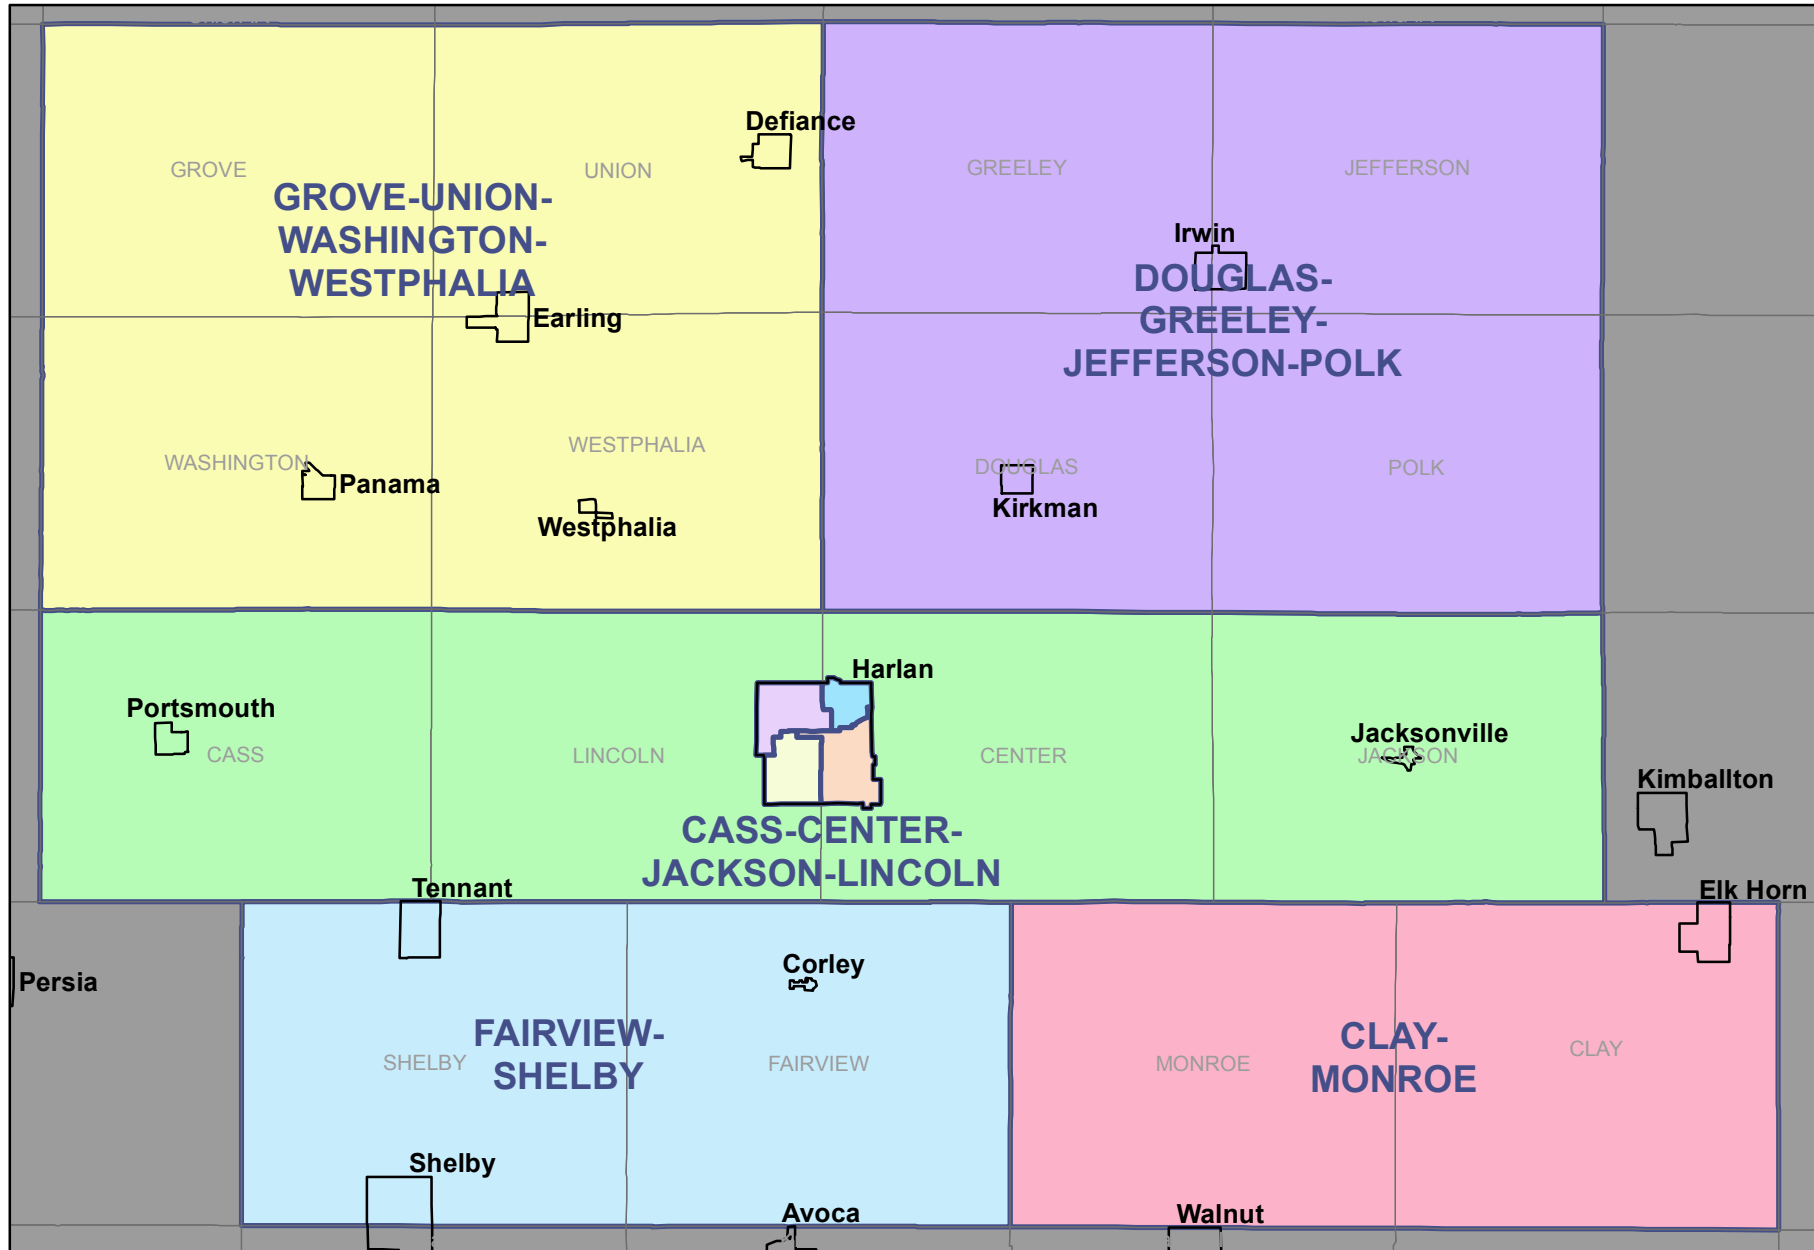 Defiance
GROVE
UNION
GREELEY
JEFFERSON
GROVE-UNION-
WASHINGTON-
WESTPHALIA
Irwin
DOUGLAS-
GREELEY-
JEFFERSON-POLK
Earling
WASHINGTON
WESTPHALIA
DOUGLAS
POLK
Panama
Westphalia
Kirkman
Harlan
Portsmouth
CASS
LINCOLN
CENTER
Jacksonville
JACKSON
Kimballton
CASS-CENTER-
JACKSON-LINCOLN
Tennant
Elk Horn
Persia
Corley
FAIRVIEW-
SHELBY
SHELBY
FAIRVIEW
MONROE
CLAY-
MONROE
CLAY
Shelby
Avoca
Walnut